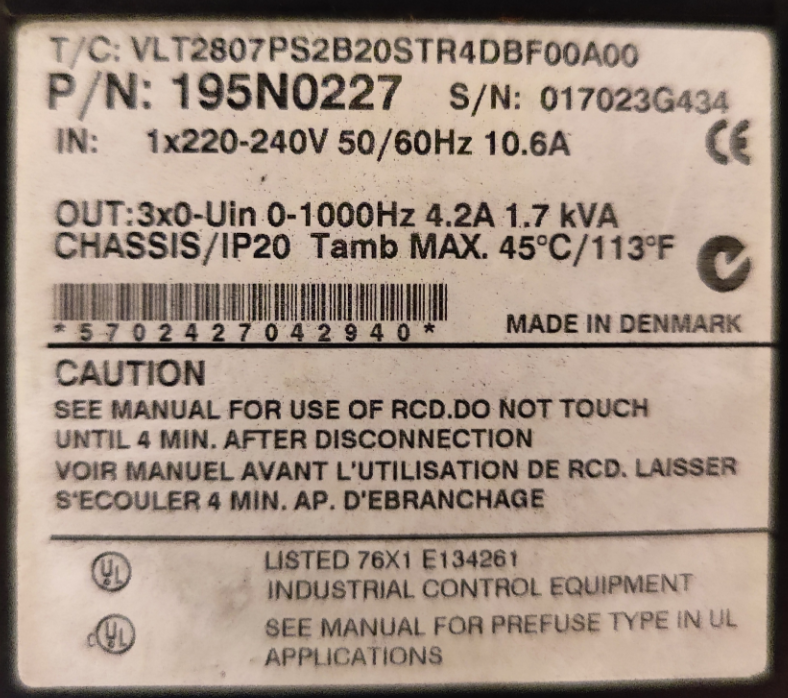 T/C: VLT2807PS2B20STR4DBF00A00
P/N: 195N0227 S/N: 017023G434
IN: 1x220-240V 50/60Hz 10.6A
CE
OUT:3x0-Uin 0-1000Hz 4.2A 1.7 kVA
CHASSIS/IP20 Tamb MAX. 45°C/113°F
*5702427042940*
MADE IN DENMARK
CAUTION
SEE MANUAL FOR USE OF RCD.DO NOT TOUCH
UNTIL 4 MIN. AFTER DISCONNECTION
VOIR MANUEL AVANT L'UTILISATION DE RCD. LAISSER
S'ECOULER 4 MIN. AP. D'EBRANCHAGE
UL LISTED 76X1 E134261
INDUSTRIAL CONTROL EQUIPMENT
c UL SEE MANUAL FOR PREFUSE TYPE IN UL
APPLICATIONS